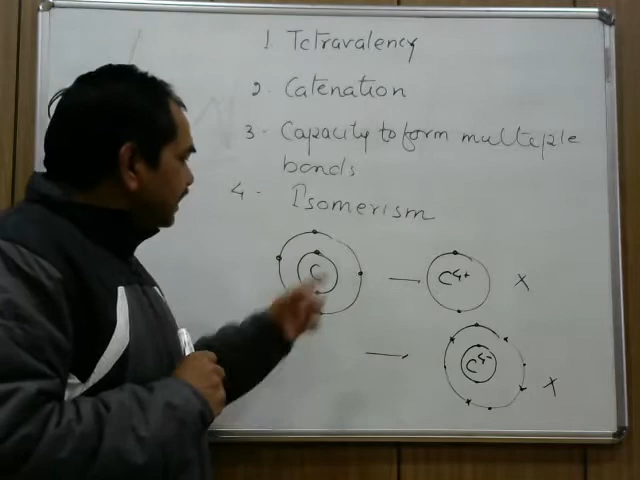 1 Tetravalency
2. Catenation
3- Capacity to form multiple
bonds
4- Isomerism
C
C4+ X
C4- X